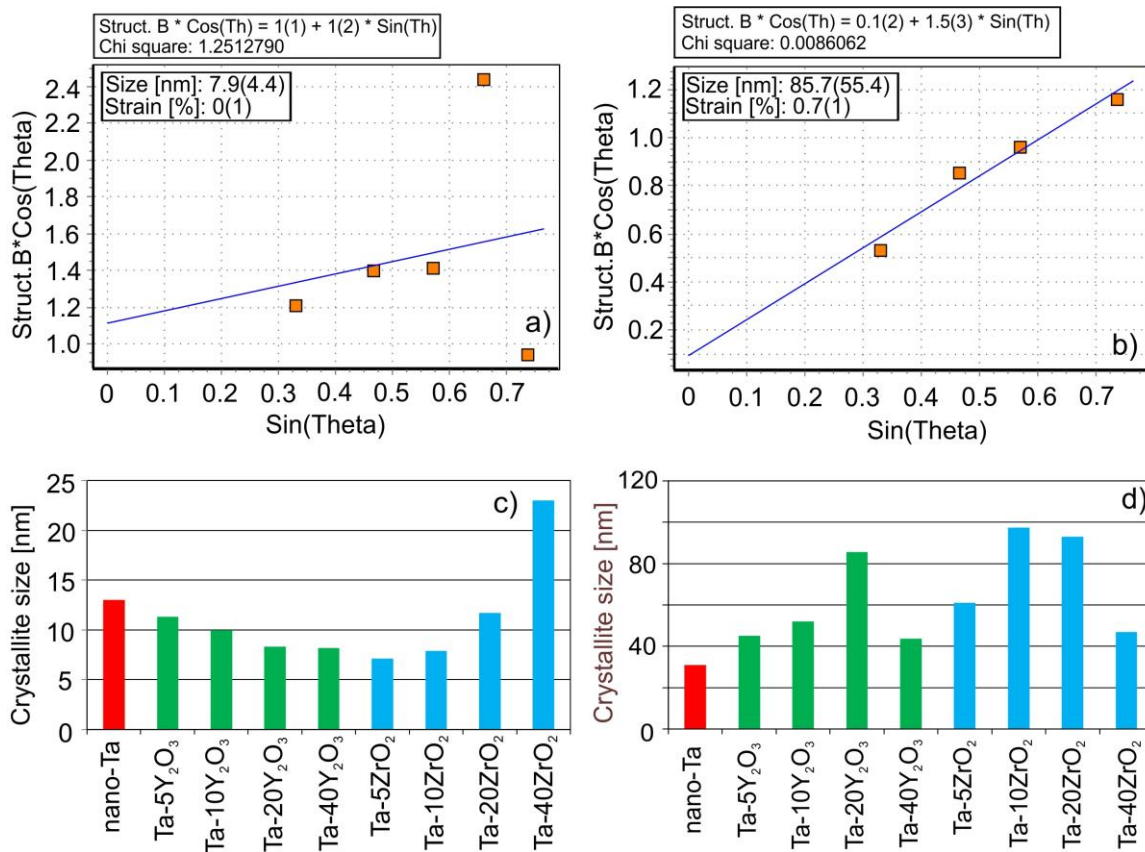 Struct. B * Cos(Th) = 1(1) + 1(2) * Sin(Th)
Chi square: 1.2512790
Size [nm]: 7.9(4.4)
Strain [%]: 0(1)
Struct.B*Cos(Theta)
2.4
2.2
2.0
1.8
1.6
1.4
1.2
1.0
a)
0 0.1 0.2 0.3 0.4 0.5 0.6 0.7
Sin(Theta)
Struct. B * Cos(Th) = 0.1(2) + 1.5(3) * Sin(Th)
Chi square: 0.0086062
Size [nm]: 85.7(55.4)
Strain [%]: 0.7(1)
Struct.B*Cos(Theta)
1.2
1.0
0.8
0.6
0.4
0.2
b)
0 0.1 0.2 0.3 0.4 0.5 0.6 0.7
Sin(Theta)
c)
Crystallite size [nm]
25
20
15
10
5
0
nano-Ta
Ta-5Y₂O₃
Ta-10Y₂O₃
Ta-20Y₂O₃
Ta-40Y₂O₃
Ta-5ZrO₂
Ta-10ZrO₂
Ta-20ZrO₂
Ta-40ZrO₂
d)
Crystallite size [nm]
120
80
40
0
nano-Ta
Ta-5Y₂O₃
Ta-10Y₂O₃
Ta-20Y₂O₃
Ta-40Y₂O₃
Ta-5ZrO₂
Ta-10ZrO₂
Ta-20ZrO₂
Ta-40ZrO₂